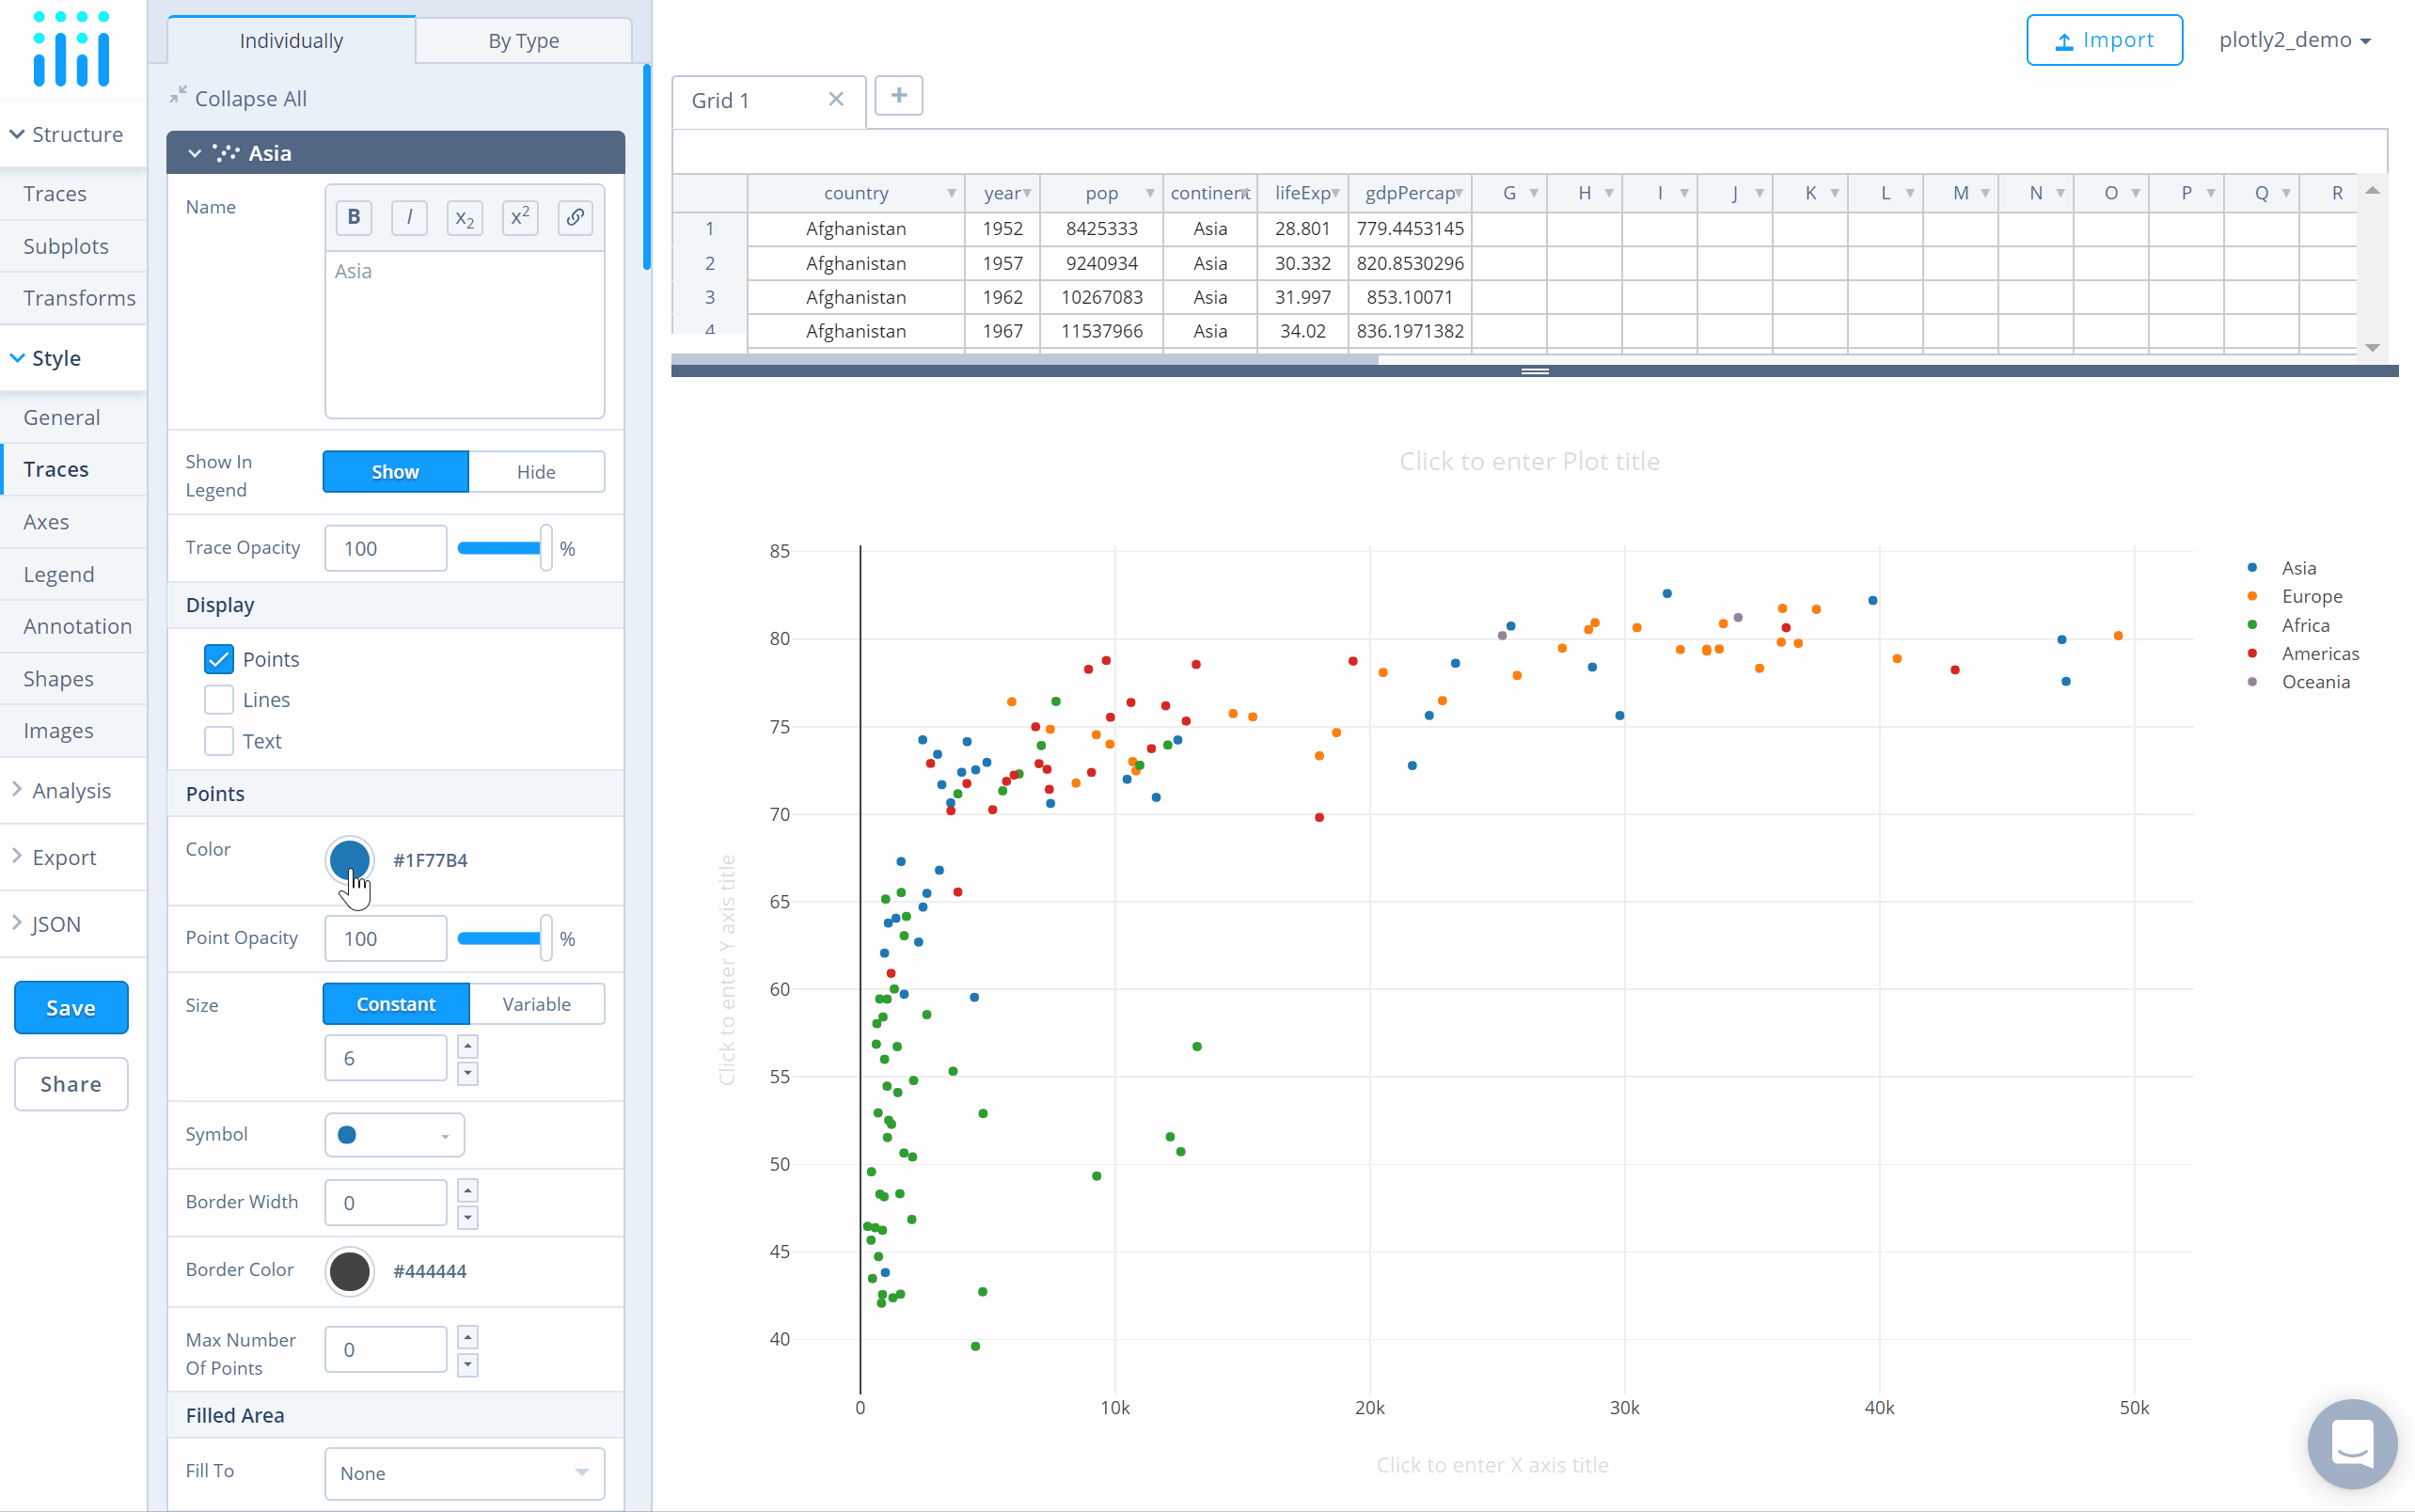 Structure
Traces
Subplots
Transforms
Style
General
Traces
Axes
Legend
Annotation
Shapes
Images
Analysis
Export
JSON
Save
Share
Individually
By Type
Collapse All
Asia
Name
B I x2 x2
Asia
Show In
Legend
Show
Hide
Trace Opacity
100
%
Display
Points
Lines
Text
Points
Color
#1F77B4
Point Opacity
100
%
Size
Constant
Variable
6
Symbol
Border Width
0
Border Color
#444444
Max Number
Of Points
0
Filled Area
Fill To
None
Import
plotly2_demo
Grid 1
+
country year pop continent lifeExp gdpPercap G H I J K L M N O P Q R
1 Afghanistan 1952 8425333 Asia 28.801 779.4453145
2 Afghanistan 1957 9240934 Asia 30.332 820.8530296
3 Afghanistan 1962 10267083 Asia 31.997 853.10071
4 Afghanistan 1967 11537966 Asia 34.02 836.1971382
Click to enter Plot title
85
80
75
70
65
60
55
50
45
40
Click to enter Y axis title
0 10k 20k 30k 40k 50k
Click to enter X axis title
Asia
Europe
Africa
Americas
Oceania